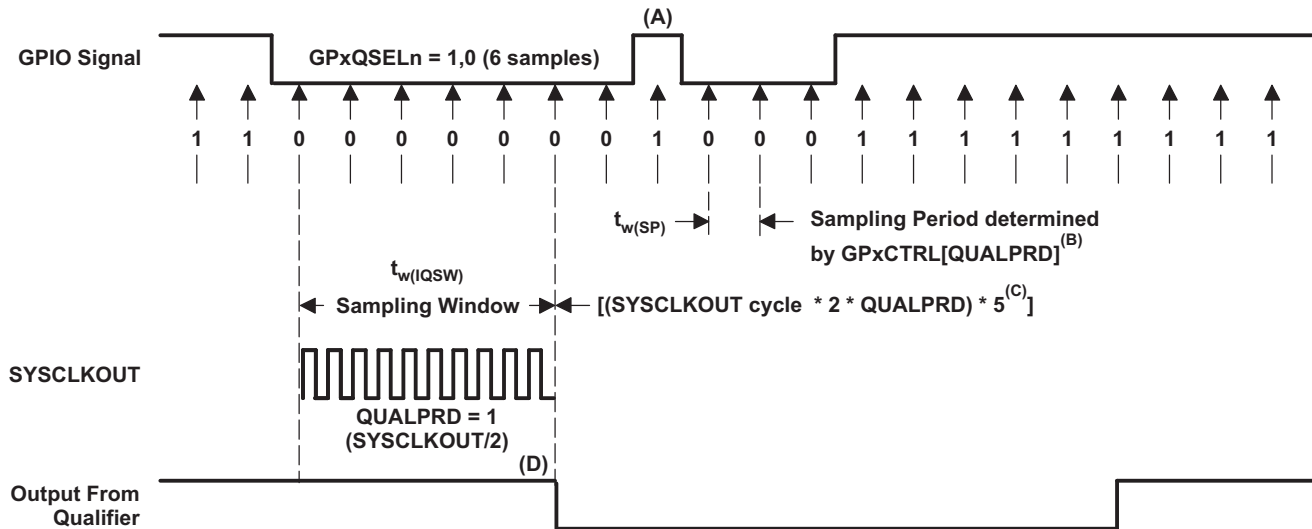 (A)
GPIO Signal
GPxQSELn = 1,0 (6 samples)
1 1 0 0 0 0 0 0 0 1 0 0 0 1 1 1 1 1 1 1 1 1
tw(SP)
Sampling Period determined
by GPxCTRL[QUALPRD](B)
tw(IQSW)
Sampling Window
[(SYSCLKOUT cycle * 2 * QUALPRD) * 5(C)]
SYSCLKOUT
QUALPRD = 1
(SYSCLKOUT/2)
(D)
Output From
Qualifier